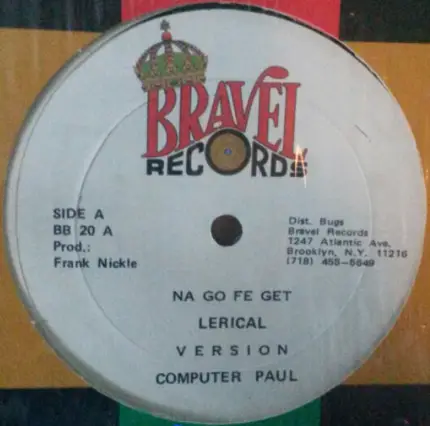 BRAVEL
RECORDS
SIDE A
BB 20 A
Prod.:
Frank Nickle
Dist. Bugs
Bravel Records
1247 Atlantic Ave.
Brooklyn, N.Y. 11216
(718) 455-5649
NA GO FE GET
LERICAL
VERSION
COMPUTER PAUL